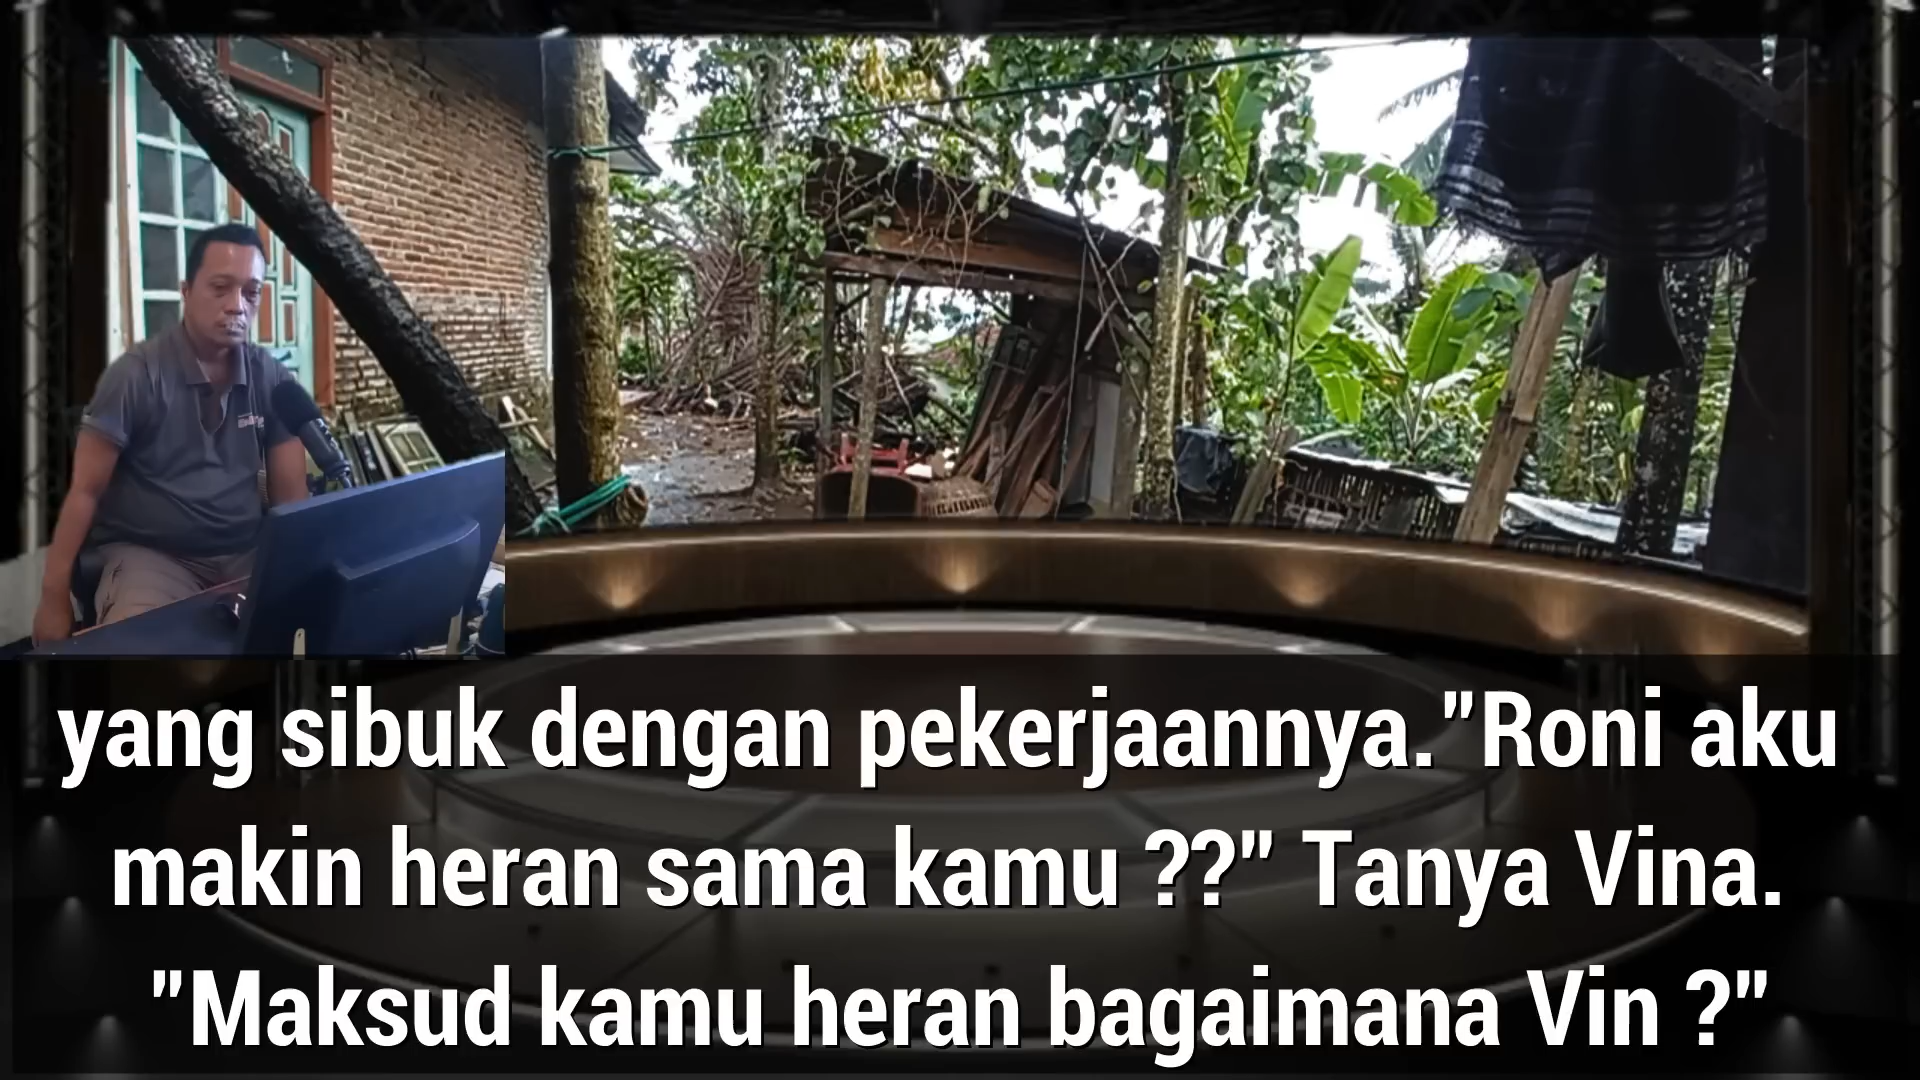 yang sibuk dengan pekerjaannya. "Roni aku
makin heran sama kamu ??" Tanya Vina.
"Maksud kamu heran bagaimana Vin ?"